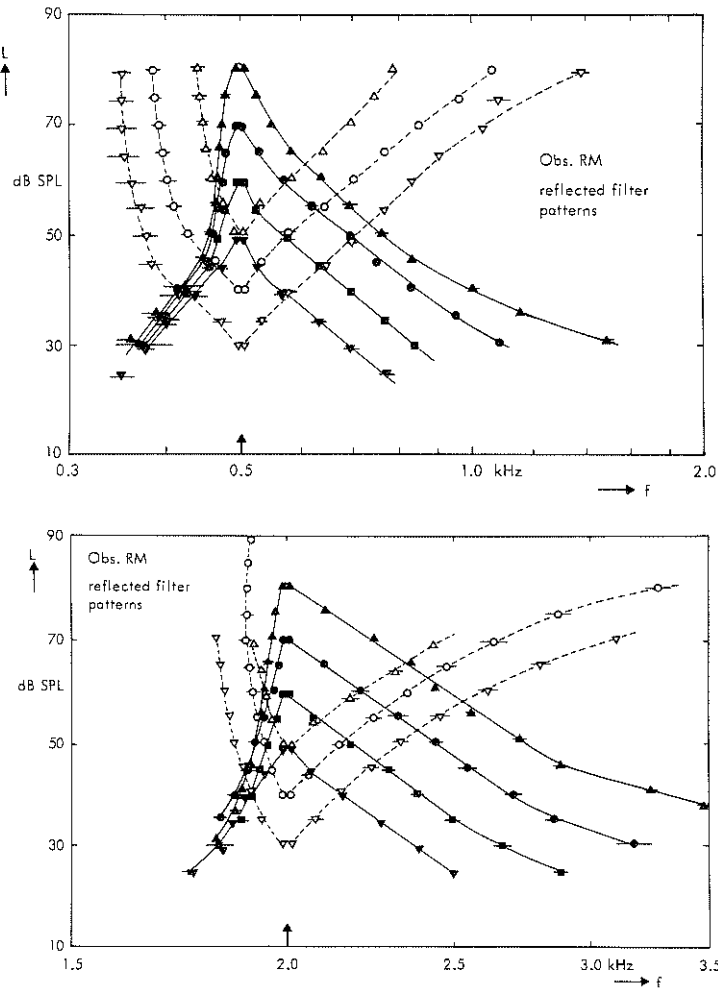 90
L
70
dB SPL
50
30
10
Obs. RM
reflected filter
patterns
0.3
0.5
1.0 kHz
2.0
f
90
L
70
dB SPL
50
30
10
Obs. RM
reflected filter
patterns
1.5
2.0
2.5
3.0 kHz
3.5
f